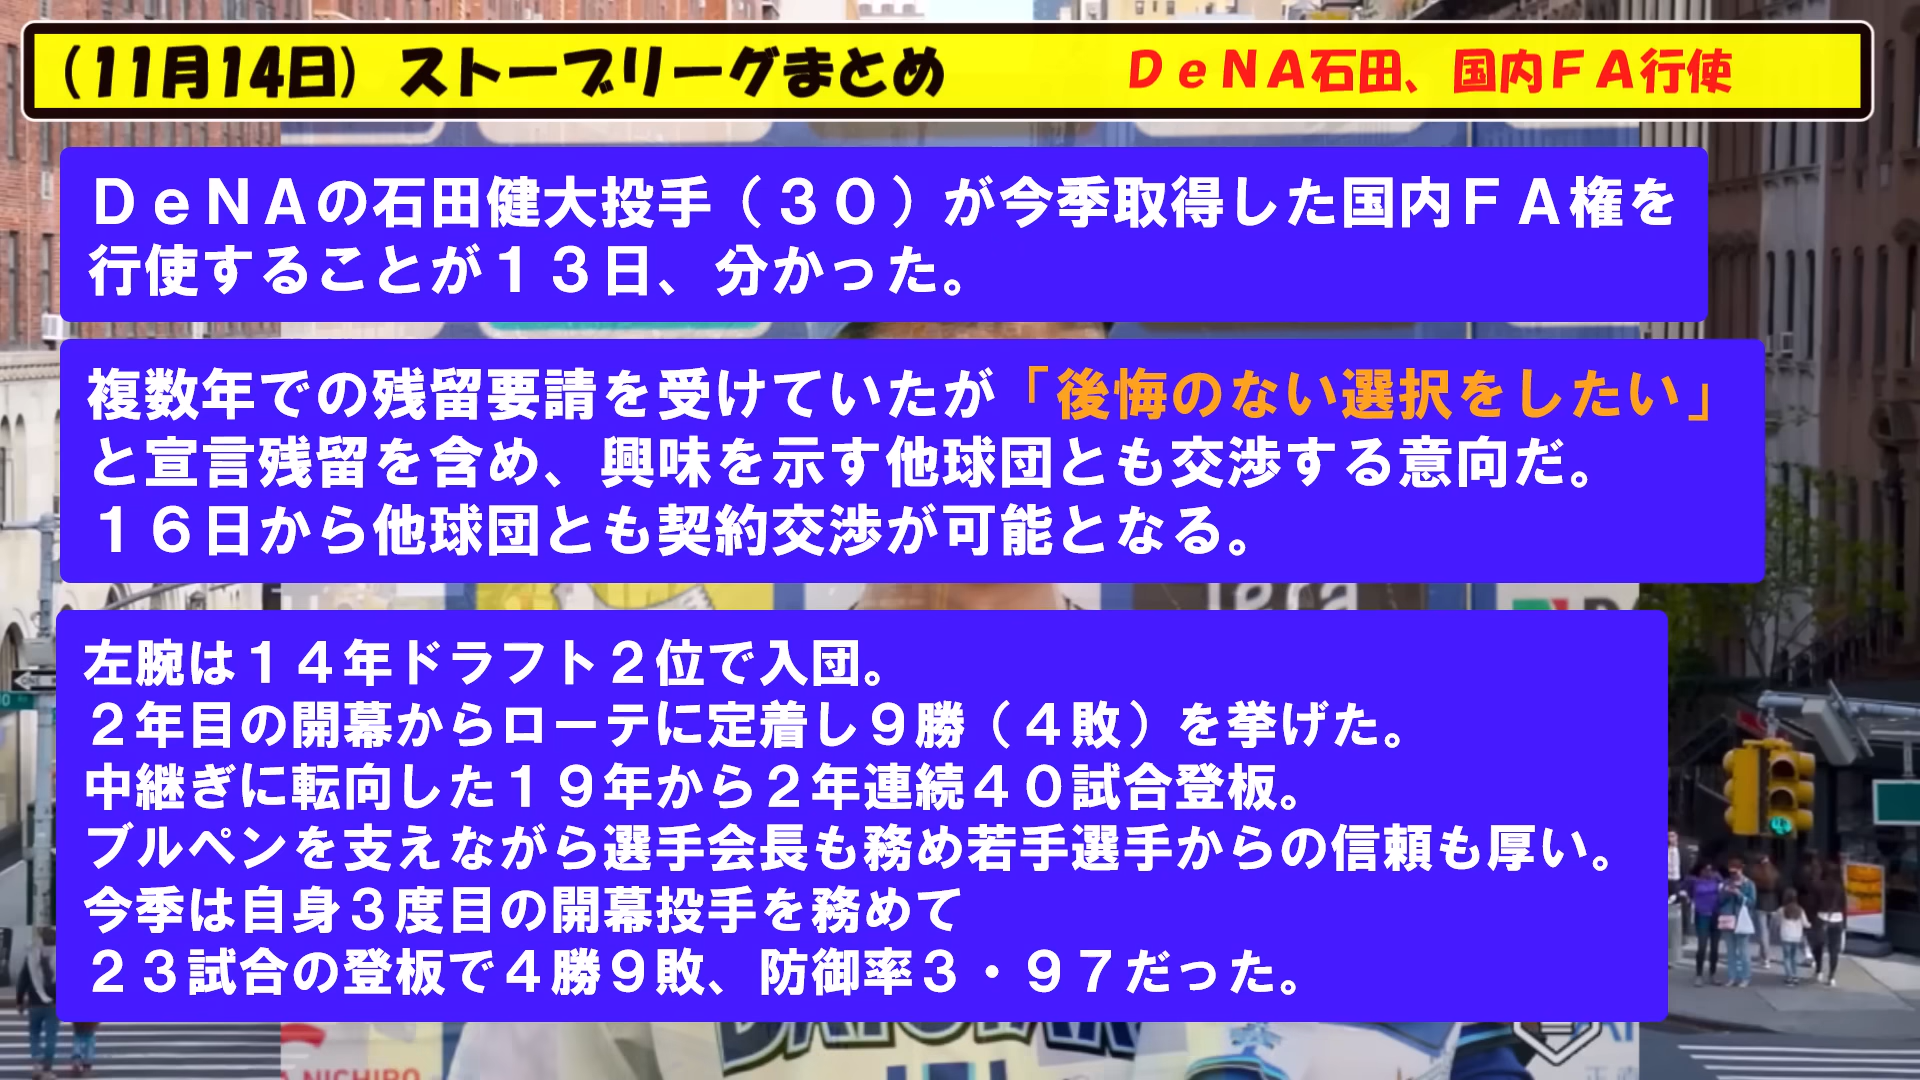 （11月14日）ストーブリーグまとめ　ＤｅＮＡ石田、国内ＦＡ行使
ＤｅＮＡの石田健大投手（３０）が今季取得した国内ＦＡ権を
行使することが１３日、分かった。
複数年での残留要請を受けていたが「後悔のない選択をしたい」
と宣言残留を含め、興味を示す他球団とも交渉する意向だ。
１６日から他球団とも契約交渉が可能となる。
左腕は１４年ドラフト２位で入団。
２年目の開幕からローテに定着し９勝（４敗）を挙げた。
中継ぎに転向した１９年から２年連続４０試合登板。
ブルペンを支えながら選手会長も務め若手選手からの信頼も厚い。
今季は自身３度目の開幕投手を務めて
２３試合の登板で４勝９敗、防御率３・９７だった。